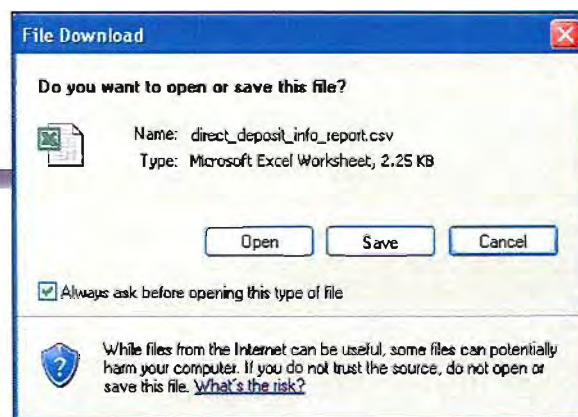 File Download
Do you want to open or save this file?
Name: direct_deposit_info_report.csv
Type: Microsoft Excel Worksheet, 2.25 KB
Open Save Cancel
Always ask before opening this type of file
While files from the Internet can be useful, some files can potentially
harm your computer. If you do not trust the source, do not open or
save this file. What's the risk?